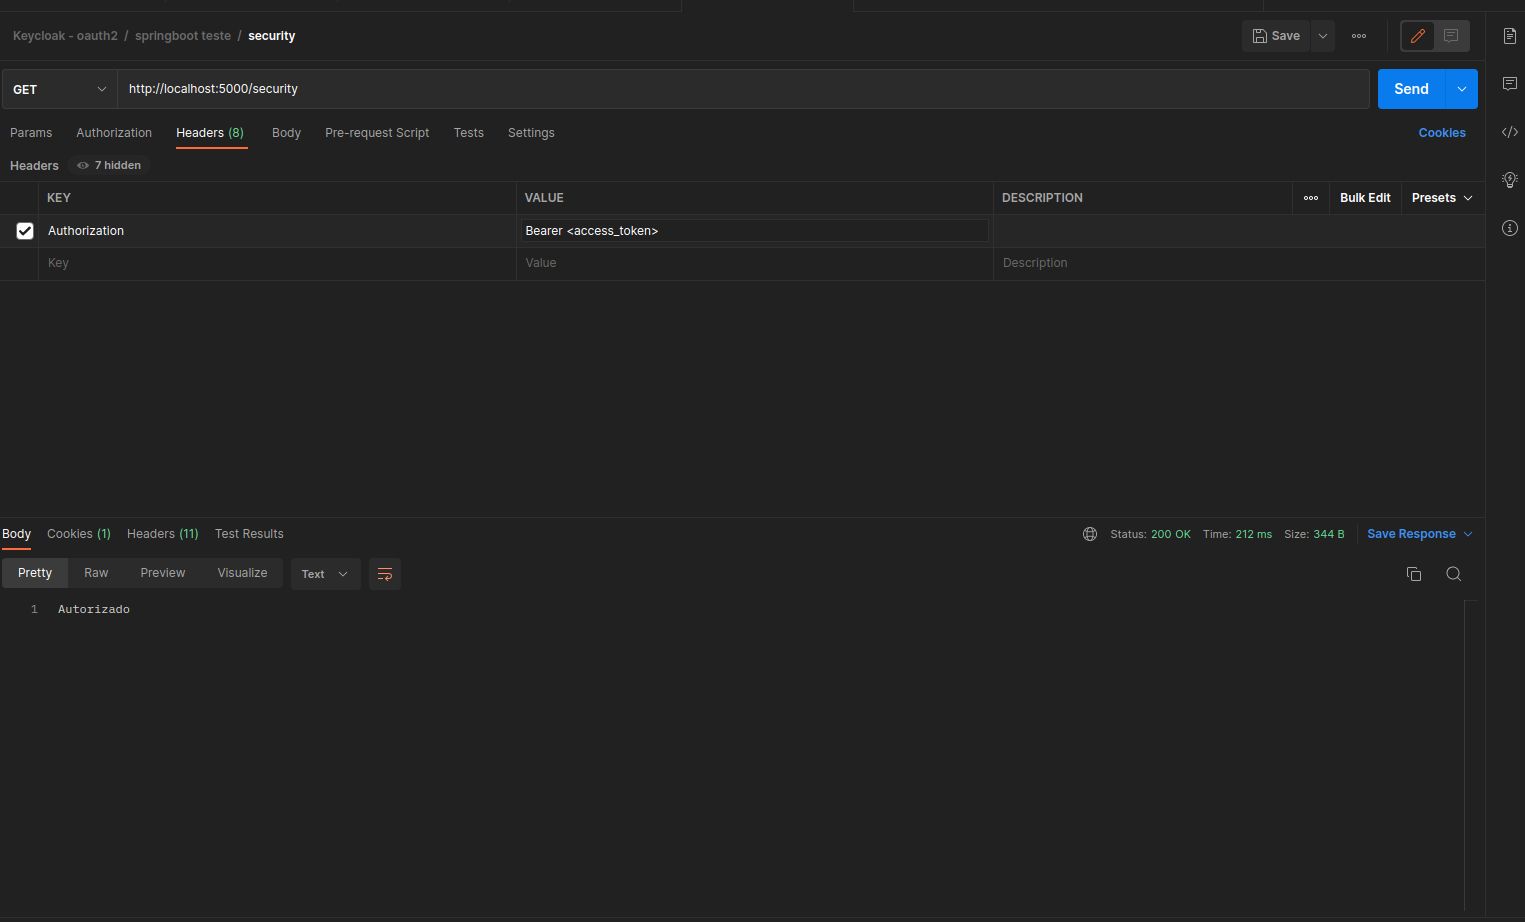 Keycloak - oauth2 / springboot teste / security
Save
GET http://localhost:5000/security Send
Params Authorization Headers (8) Body Pre-request Script Tests Settings Cookies
Headers 7 hidden
KEY VALUE DESCRIPTION Bulk Edit Presets
Authorization Bearer <access_token>
Key Value Description
Body Cookies (1) Headers (11) Test Results Status: 200 OK Time: 212 ms Size: 344 B Save Response
Pretty Raw Preview Visualize Text
1 Autorizado